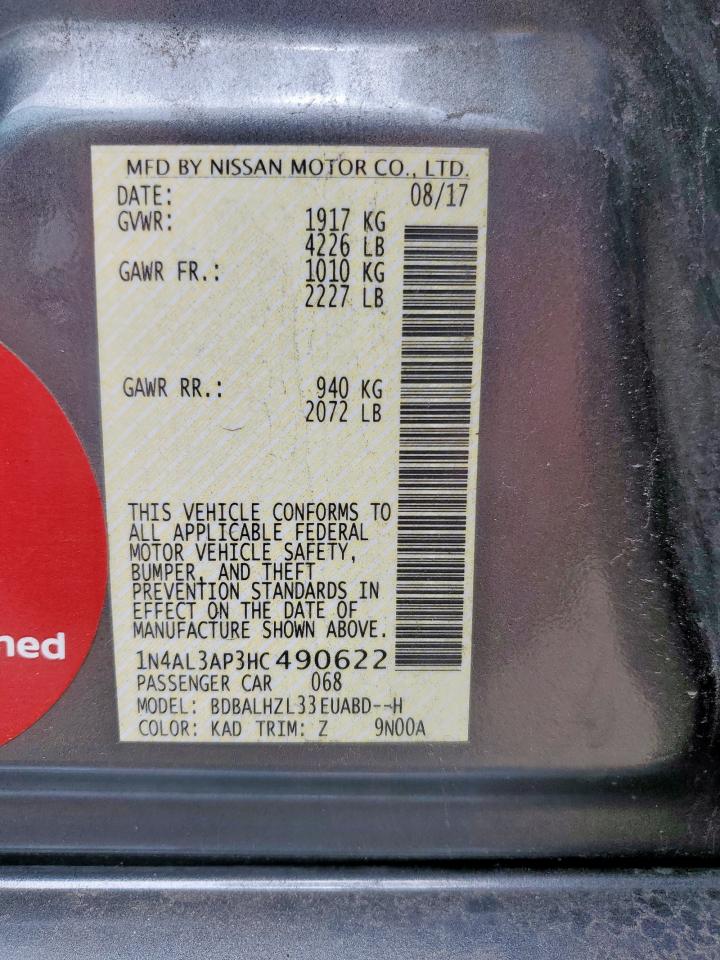 MFD BY NISSAN MOTOR CO., LTD.
DATE: 08/17
GVWR: 1917 KG
4226 LB
GAWR FR.: 1010 KG
2227 LB
GAWR RR.: 940 KG
2072 LB
THIS VEHICLE CONFORMS TO
ALL APPLICABLE FEDERAL
MOTOR VEHICLE SAFETY,
BUMPER, AND THEFT
PREVENTION STANDARDS IN
EFFECT ON THE DATE OF
MANUFACTURE SHOWN ABOVE.
1N4AL3AP3HC490622
PASSENGER CAR 068
MODEL: BDBALHZL33EUABD--H
COLOR: KAD TRIM: Z 9N00A